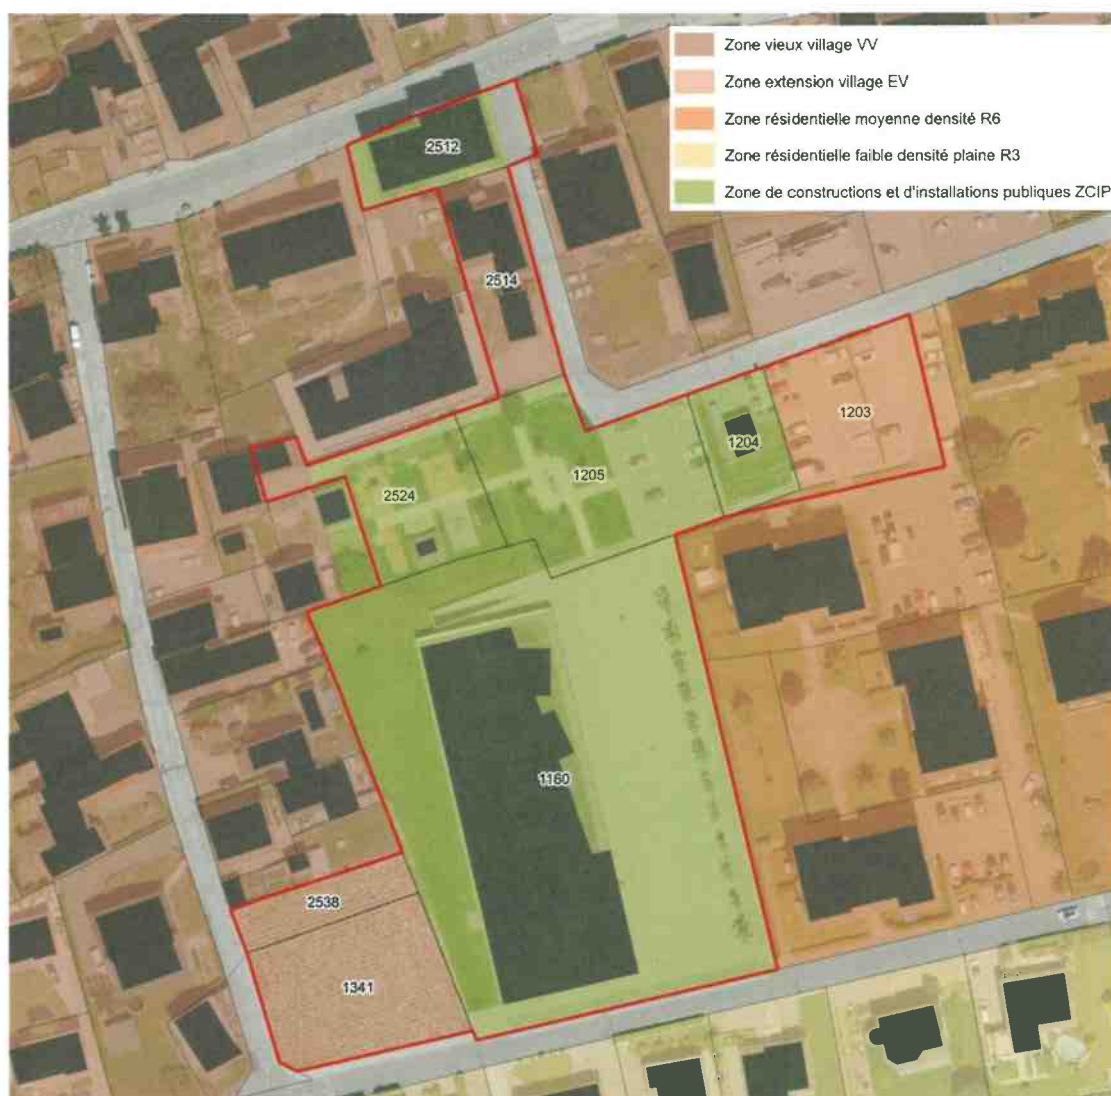 Zone vieux village VV
Zone extension village EV
Zone résidentielle moyenne densité R6
Zone résidentielle faible densité plaine R3
Zone de constructions et d'installations publiques ZCIP
2512
2514
1203
1204
1205
2524
1160
2538
1341